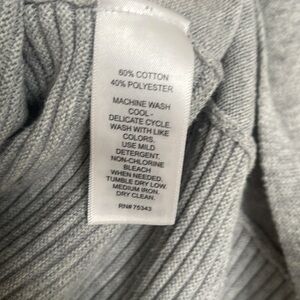 60% COTTON
40% POLYESTER
MACHINE WASH
COOL -
DELICATE CYCLE.
WASH WITH LIKE
COLORS.
USE MILD
DETERGENT.
NON-CHLORINE
BLEACH
WHEN NEEDED.
TUMBLE DRY LOW.
MEDIUM IRON.
DRY CLEAN.
RN# 75343